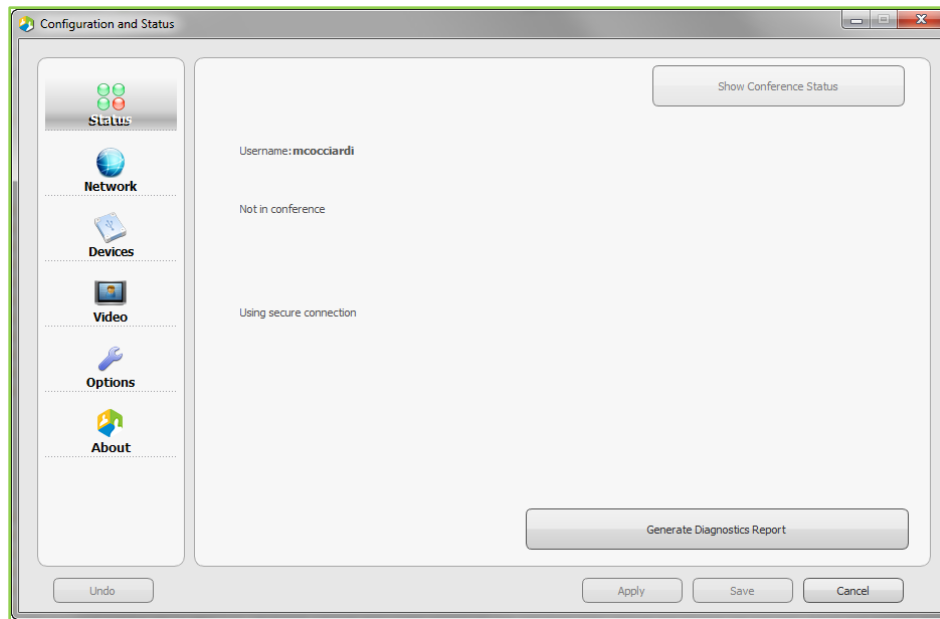 Configuration and Status
Status
Network
Devices
Video
Options
About
Show Conference Status
Username:mcocciardi
Not in conference
Using secure connection
Generate Diagnostics Report
Undo
Apply
Save
Cancel